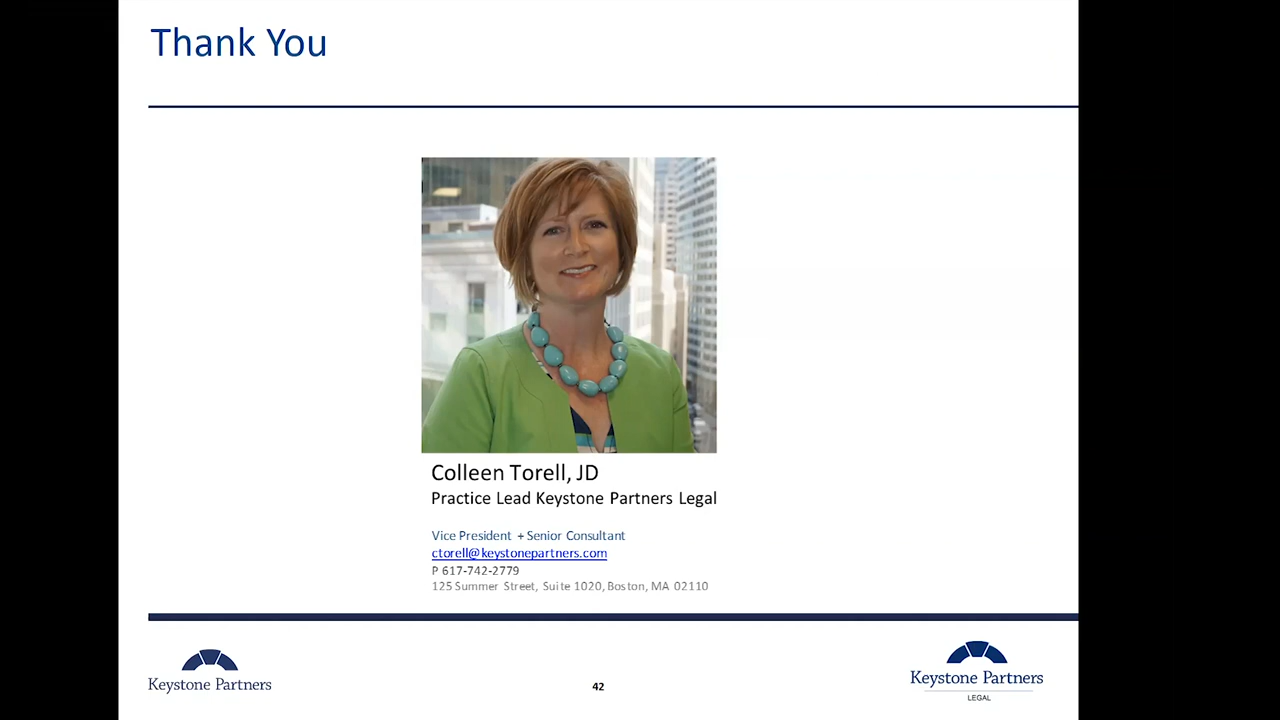 Thank You
Colleen Torell, JD
Practice Lead Keystone Partners Legal
Vice President + Senior Consultant
ctorell@keystonepartners.com
P 617-742-2779
125 Summer Street, Suite 1020, Boston, MA 02110
Keystone Partners
42
Keystone Partners
LEGAL